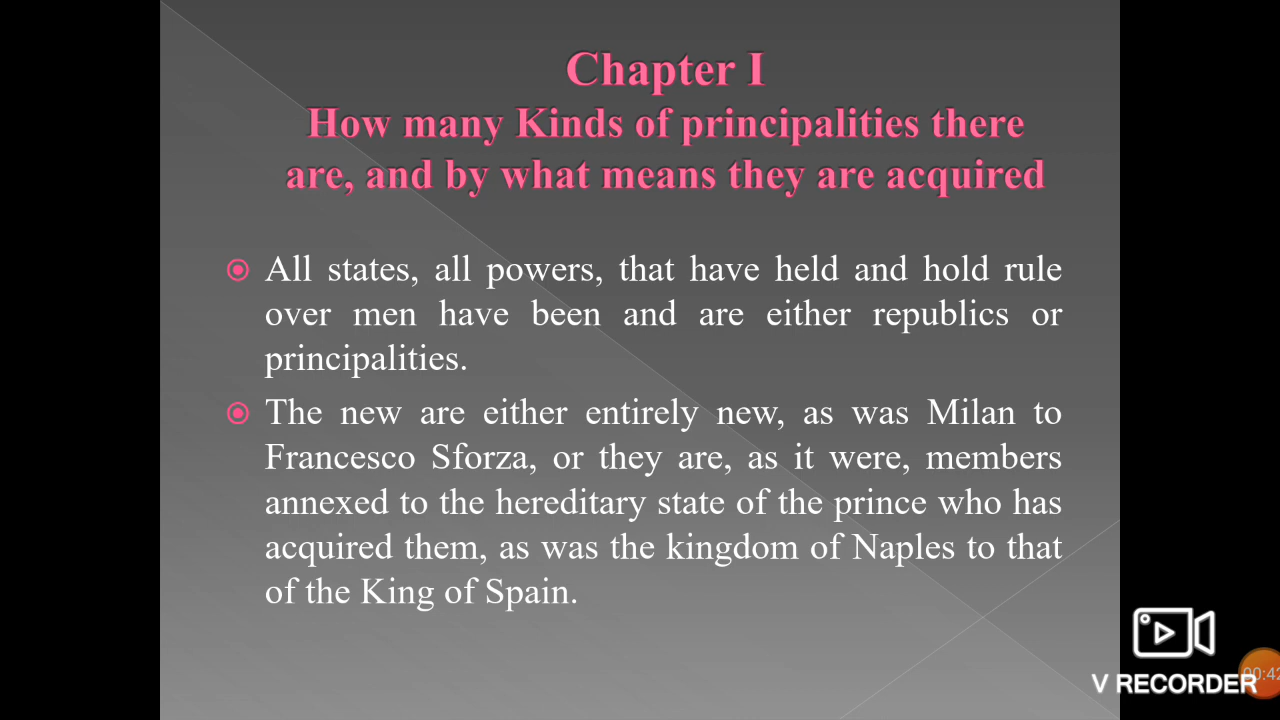 Chapter I
How many Kinds of principalities there
are, and by what means they are acquired
All states, all powers, that have held and hold rule
over men have been and are either republics or
principalities.
The new are either entirely new, as was Milan to
Francesco Sforza, or they are, as it were, members
annexed to the hereditary state of the prince who has
acquired them, as was the kingdom of Naples to that
of the King of Spain.
00:42
V RECORDER